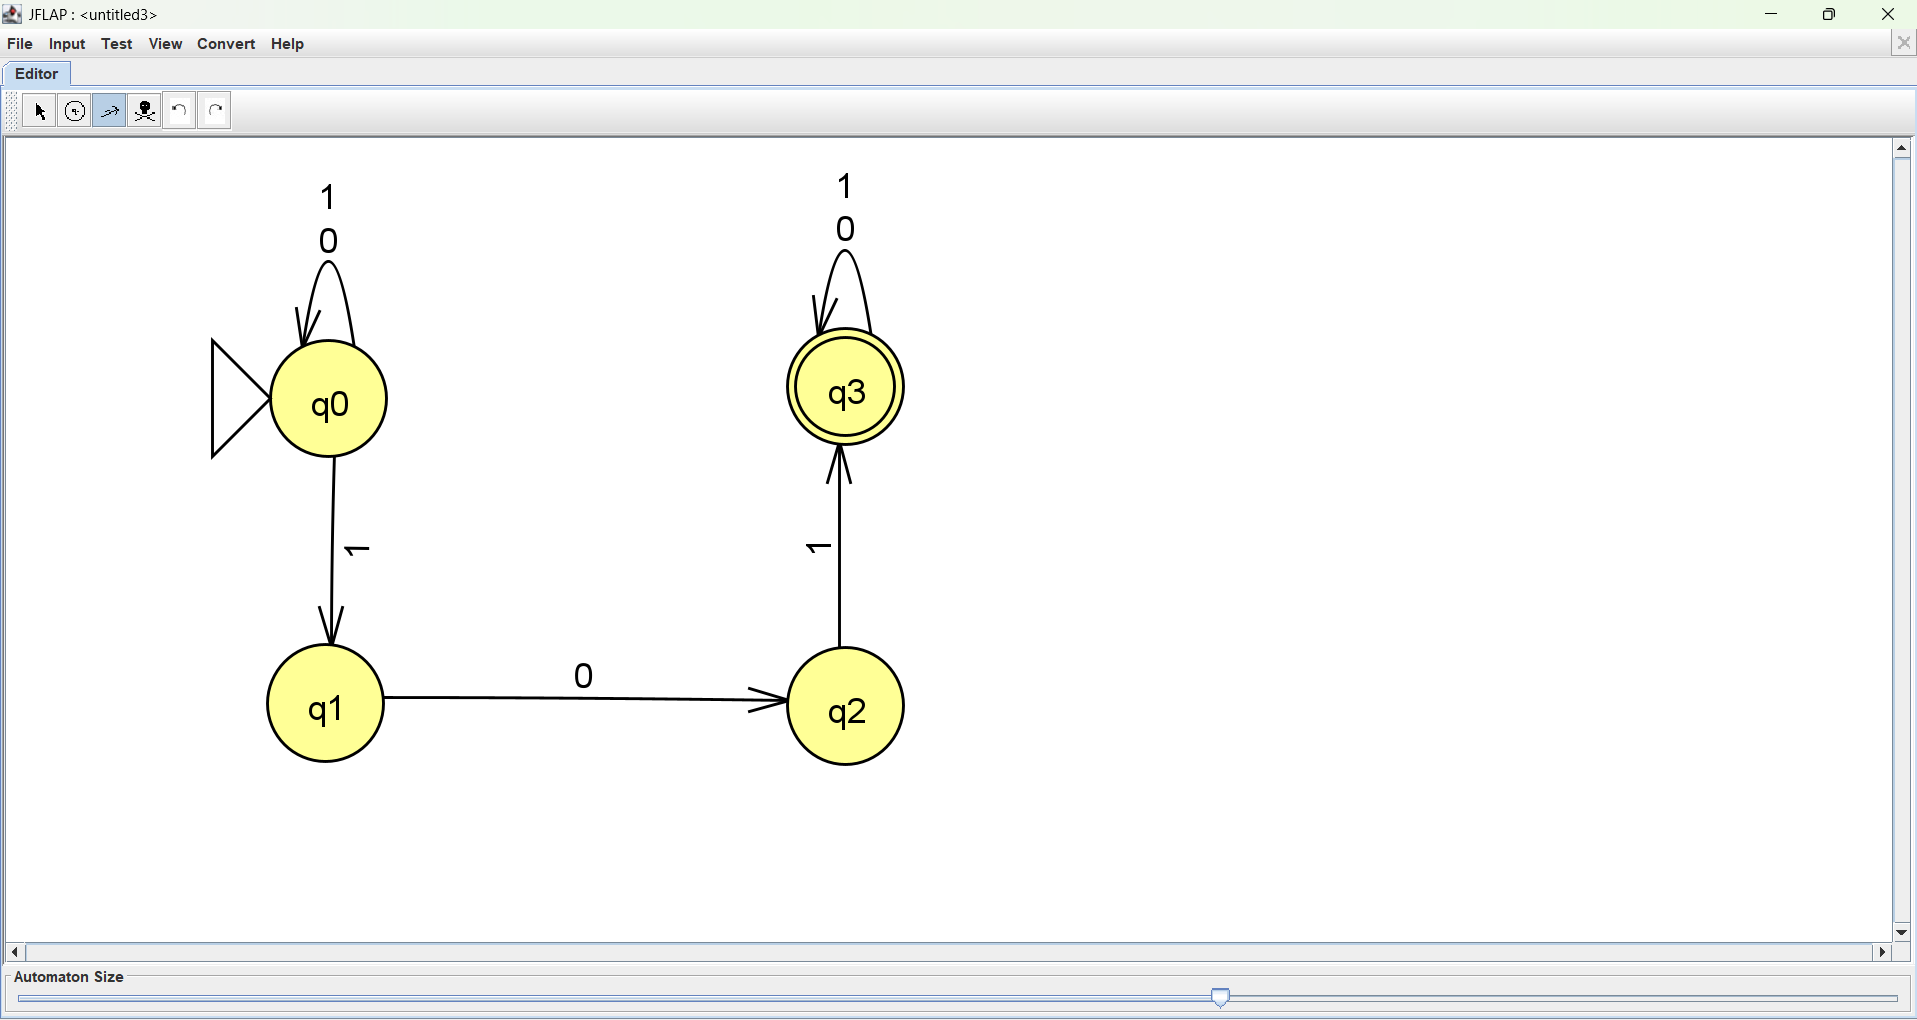 JFLAP : <untitled3>
File Input Test View Convert Help
Editor
1
0
1
0
q0
q3
1
1
0
q1
q2
Automaton Size